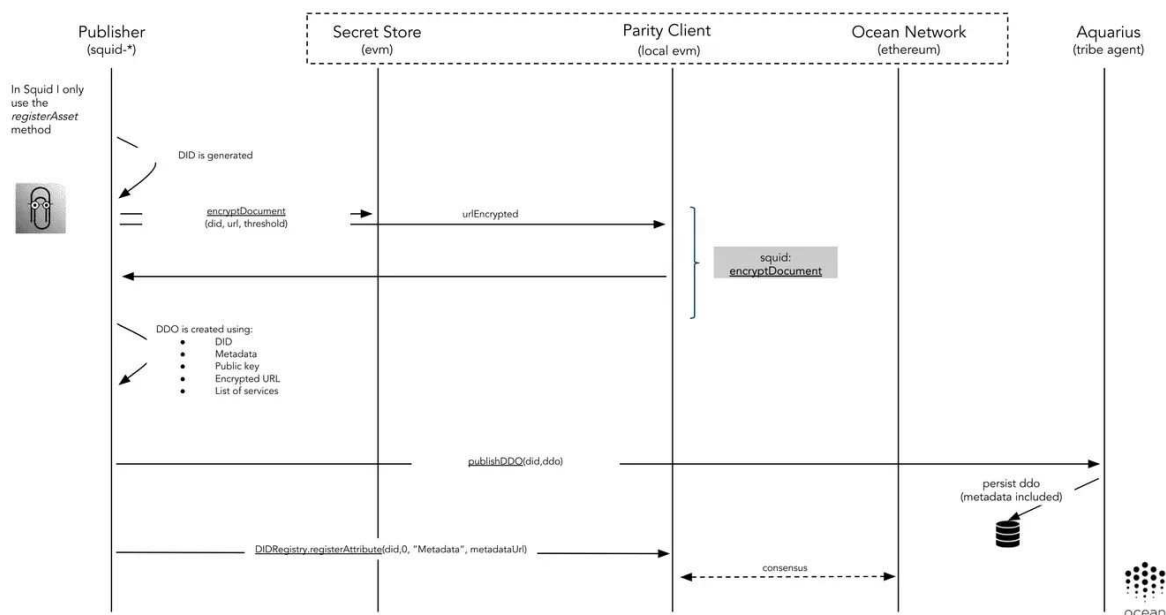 Publisher
(squid-*)
Secret Store
(evm)
Parity Client
(local evm)
Ocean Network
(ethereum)
Aquarius
(tribe agent)
In Squid I only
use the
registerAsset
method
DID is generated
encryptDocument
(did, url, threshold)
urlEncrypted
squid:
encryptDocument
DDO is created using:
● DID
● Metadata
● Public key
● Encrypted URL
● List of services
publishDDO(did,ddo)
persist ddo
(metadata included)
DIDRegistry.registerAttribute(did,0, "Metadata", metadataUrl)
consensus
ocean